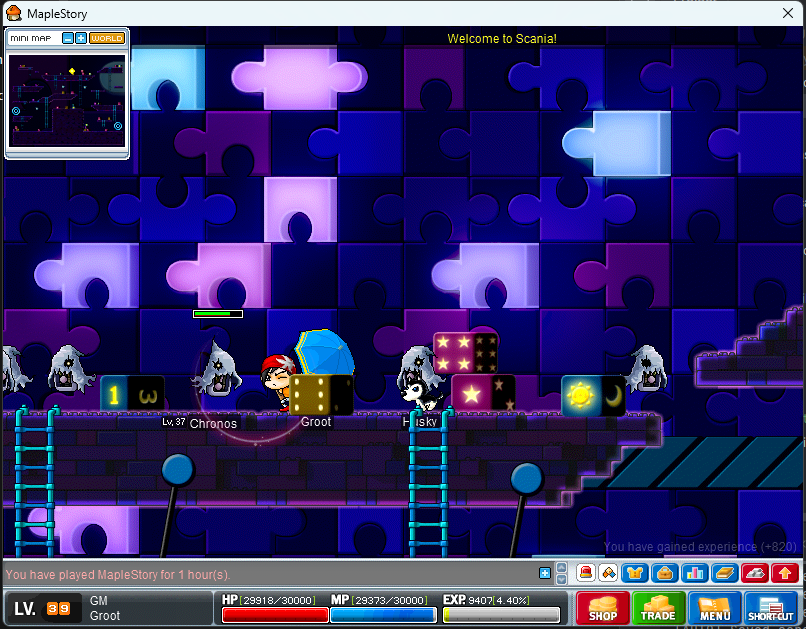 MapleStory
MINI MAP
WORLD
Welcome to Scania!
1
Lv. 37 Chronos
Groot
Husky
You have gained experience (+820)
You have played MapleStory for 1 hour(s).
LV. 39
GM
Groot
HP[29918/30000] MP[29373/30000] EXP. 9407[4.40%]
SHOP
TRADE
MENU
SHORTCUT